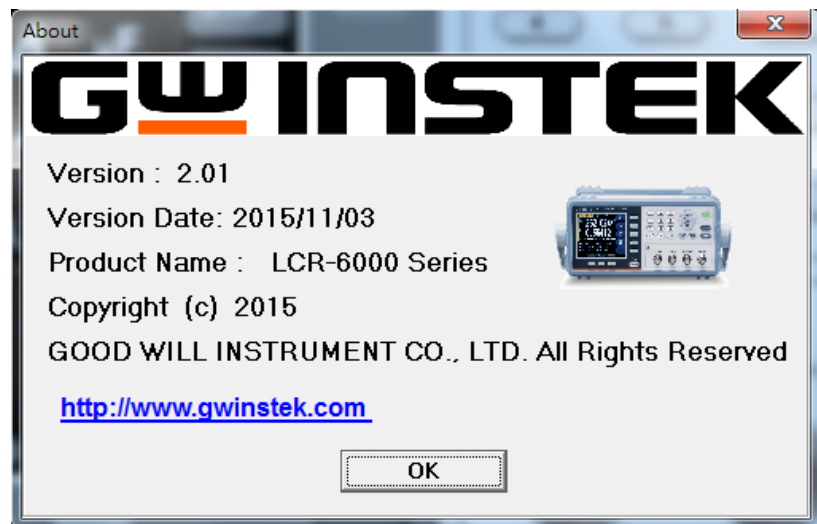 About
GW INSTEK
Version : 2.01
Version Date: 2015/11/03
Product Name : LCR-6000 Series
Copyright (c) 2015
GOOD WILL INSTRUMENT CO., LTD. All Rights Reserved
http://www.gwinstek.com
OK